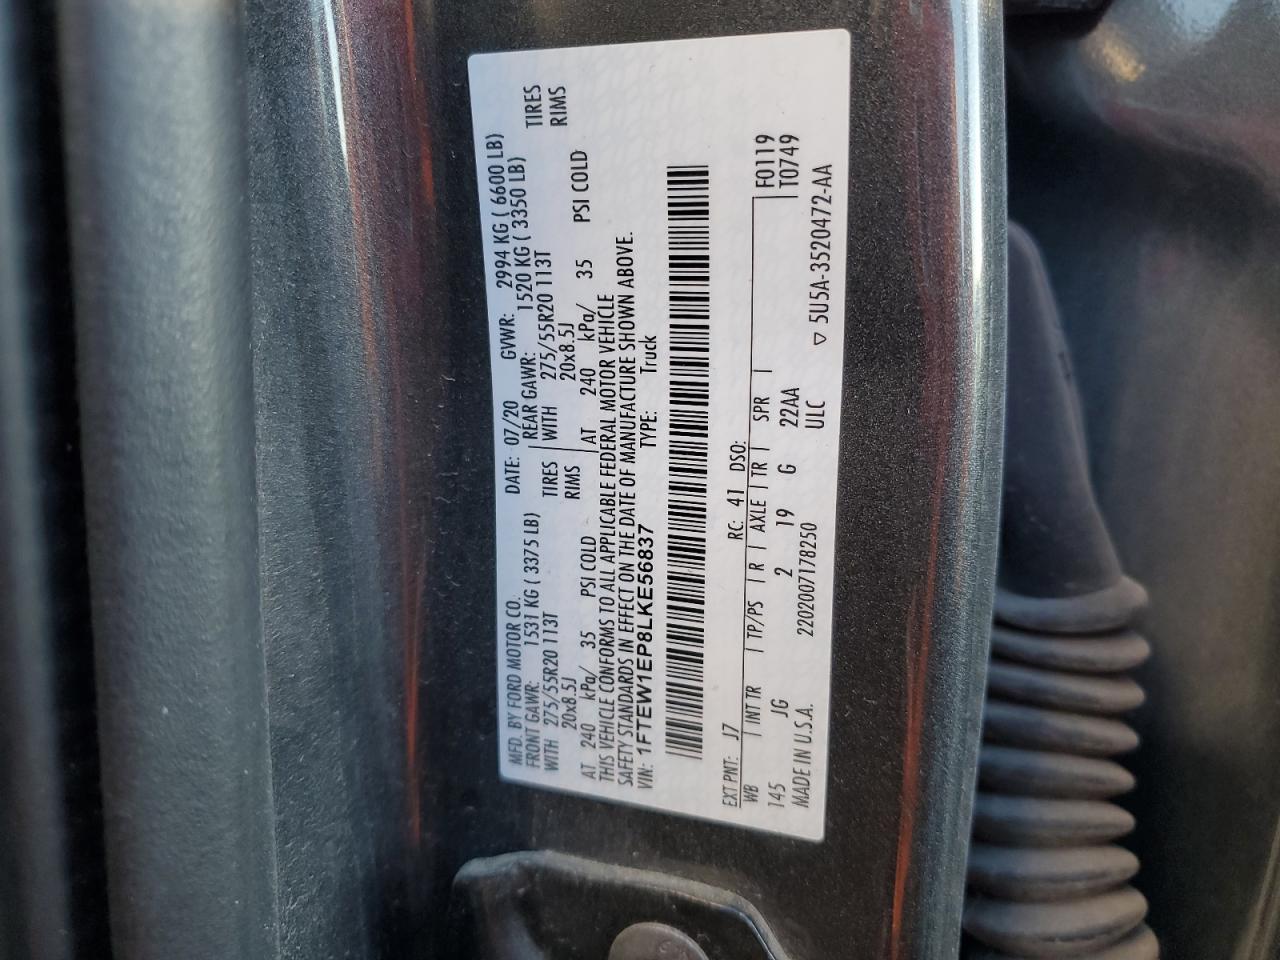 MFD. BY FORD MOTOR CO. DATE: 07/20 GVWR: 2994 KG ( 6600 LB)
FRONT GAWR: 1531 KG ( 3375 LB) REAR GAWR: 1520 KG ( 3350 LB)
WITH 275/55R20 113T TIRES WITH 275/55R20 113T TIRES
20x8.5J RIMS 20x8.5J RIMS
AT 240 kPa/ 35 PSI COLD AT 240 kPa/ 35 PSI COLD
THIS VEHICLE CONFORMS TO ALL APPLICABLE FEDERAL MOTOR VEHICLE
SAFETY STANDARDS IN EFFECT ON THE DATE OF MANUFACTURE SHOWN ABOVE.
VIN: 1FTEW1EP8LKE56837 TYPE: Truck
EXT PNT: J7 RC: 41 DSO:
WB INT TR TP/PS R AXLE TR SPR F0119
145 JG 2 19 G 22AA T0749
MADE IN U.S.A. 2202007178250 ULC
▽ 5U5A-3520472-AA